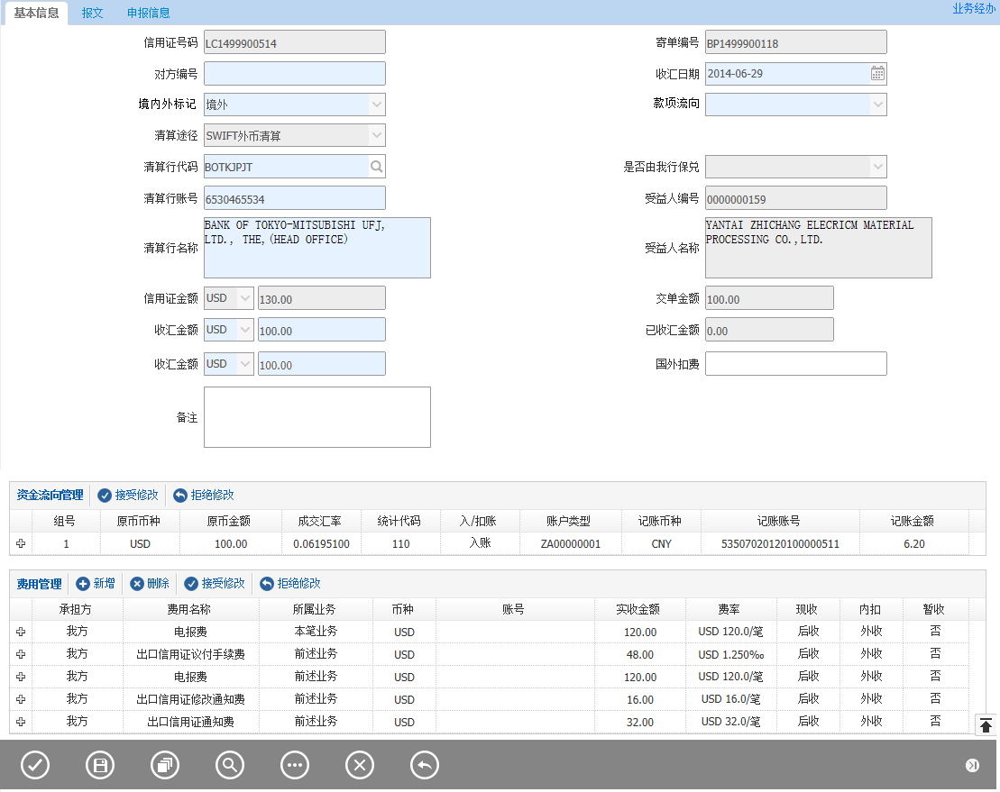 基本信息 报文 申报信息 业务经办
信用证号码 LC1499900514 寄单编号 BP1499900118
对方编号 收汇日期 2014-06-29
境内外标记 境外 款项流向
清算途径 SWIFT外币清算
清算行代码 BOTKJPJT 是否由我行保兑
清算行账号 6530465534 受益人编号 0000000159
清算行名称 BANK OF TOKYO-MITSUBISHI UFJ,
LTD., THE,(HEAD OFFICE)
受益人名称 YANTAI ZHICHANG ELECRICM MATERIAL
PROCESSING CO.,LTD.
信用证金额 USD 130.00 交单金额 100.00
收汇金额 USD 100.00 已收汇金额 0.00
收汇金额 USD 100.00 国外扣费
备注
资金流向管理 接受修改 拒绝修改
组号 原币币种 原币金额 成交汇率 统计代码 入/扣账 账户类型 记账币种 记账账号 记账金额
1 USD 100.00 0.06195100 110 入账 ZA00000001 CNY 53507020120100000511 6.20
费用管理 新增 删除 接受修改 拒绝修改
承担方 费用名称 所属业务 币种 账号 实收金额 费率 现收 内扣 暂收
我方 电报费 本笔业务 USD 120.00 USD 120.0/笔 后收 外收 否
我方 出口信用证议付手续费 前述业务 USD 48.00 USD 1.250‰ 后收 外收 否
我方 电报费 前述业务 USD 120.00 USD 120.0/笔 后收 外收 否
我方 出口信用证修改通知费 前述业务 USD 16.00 USD 16.0/笔 后收 外收 否
我方 出口信用证通知费 前述业务 USD 32.00 USD 32.0/笔 后收 外收 否